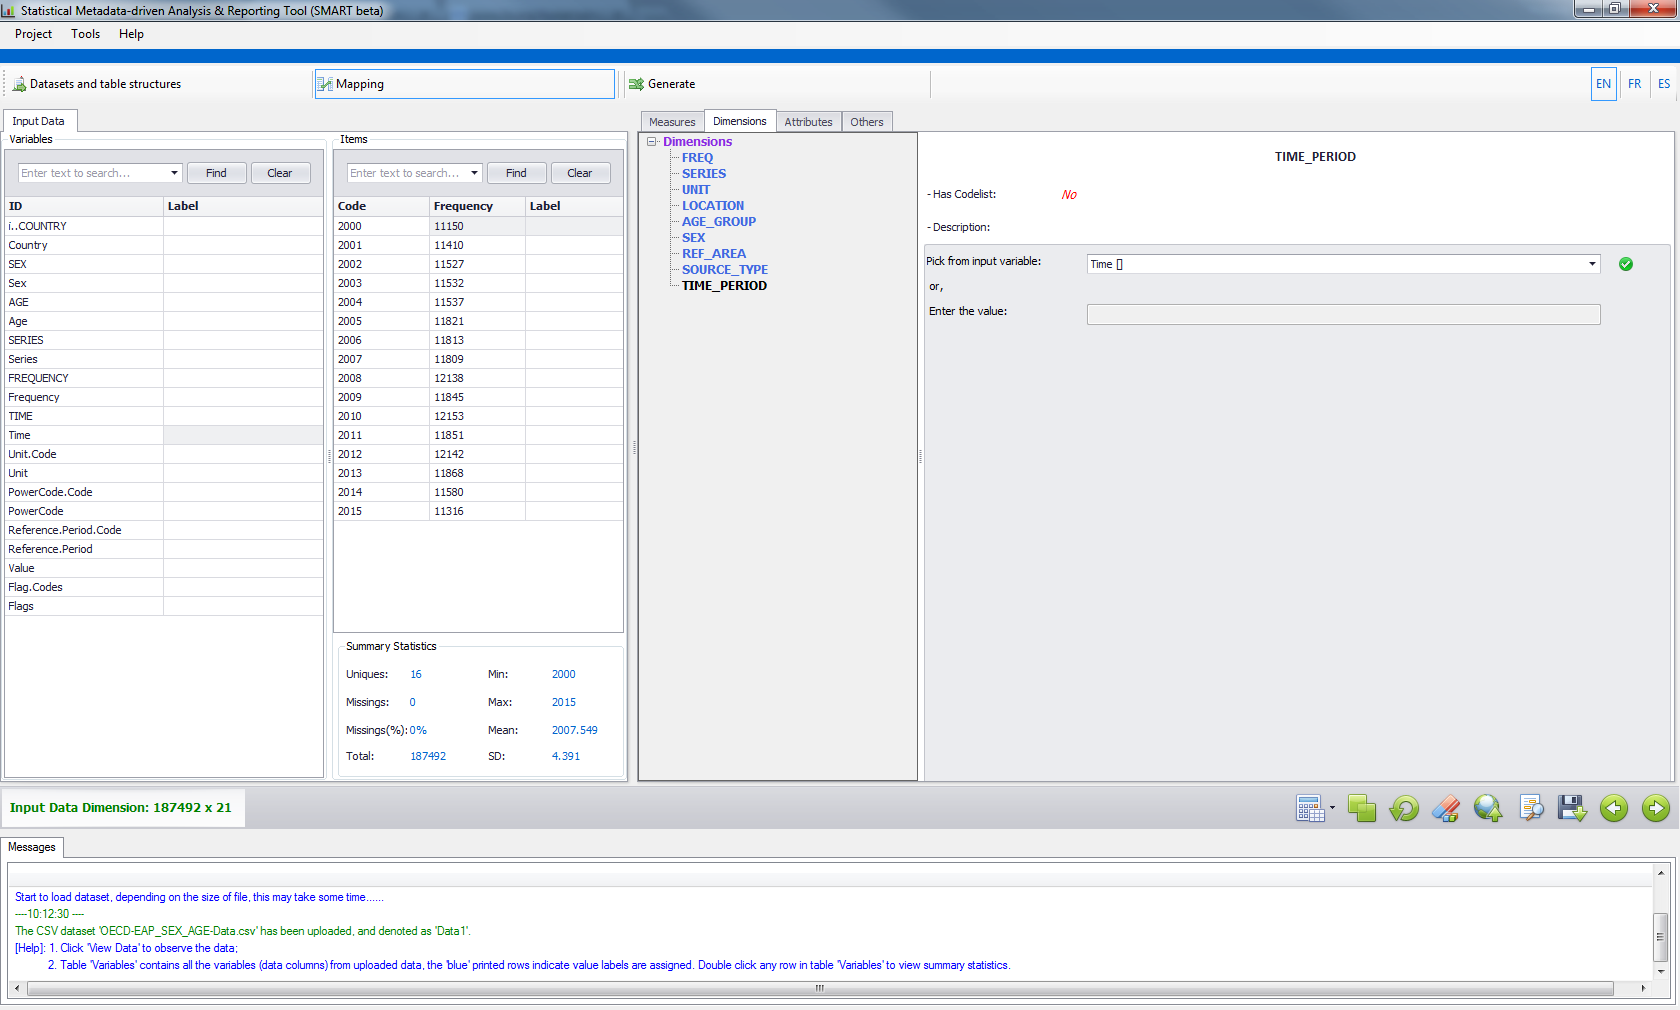 Statistical Metadata-driven Analysis & Reporting Tool (SMART beta)
Project Tools Help
Datasets and table structures
Mapping
Generate
EN FR ES
Input Data
Variables
Enter text to search... Find Clear
ID Label
i..COUNTRY
Country
SEX
Sex
AGE
Age
SERIES
Series
FREQUENCY
Frequency
TIME
Time
Unit.Code
Unit
PowerCode.Code
PowerCode
Reference.Period.Code
Reference.Period
Value
Flag.Codes
Flags
Items
Enter text to search... Find Clear
Code Frequency Label
2000 11150
2001 11410
2002 11527
2003 11532
2004 11537
2005 11821
2006 11813
2007 11809
2008 12138
2009 11845
2010 12153
2011 11851
2012 12142
2013 11868
2014 11580
2015 11316
Summary Statistics
Uniques: 16 Min: 2000
Missings: 0 Max: 2015
Missings(%): 0% Mean: 2007.549
Total: 187492 SD: 4.391
Measures Dimensions Attributes Others
Dimensions
FREQ
SERIES
UNIT
LOCATION
AGE_GROUP
SEX
REF_AREA
SOURCE_TYPE
TIME_PERIOD
TIME_PERIOD
- Has Codelist: No
- Description:
Pick from input variable: Time []
or,
Enter the value:
Input Data Dimension: 187492 x 21
Messages
Start to load dataset, depending on the size of file, this may take some time......
----10:12:30 ----
The CSV dataset 'OECD-EAP_SEX_AGE-Data.csv' has been uploaded, and denoted as 'Data1'.
[Help]: 1. Click 'View Data' to observe the data;
2. Table 'Variables' contains all the variables (data columns) from uploaded data, the 'blue' printed rows indicate value labels are assigned. Double click any row in table 'Variables' to view summary statistics.